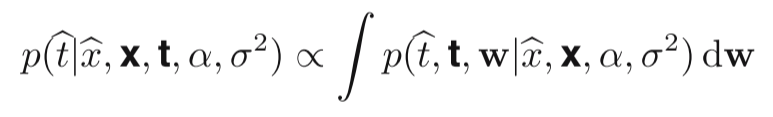 p(t̂|x̂, 𝘅, 𝘁, α, σ²) ∝ ∫ p(t̂, 𝘁, 𝐰|x̂, 𝘅, α, σ²) d𝐰